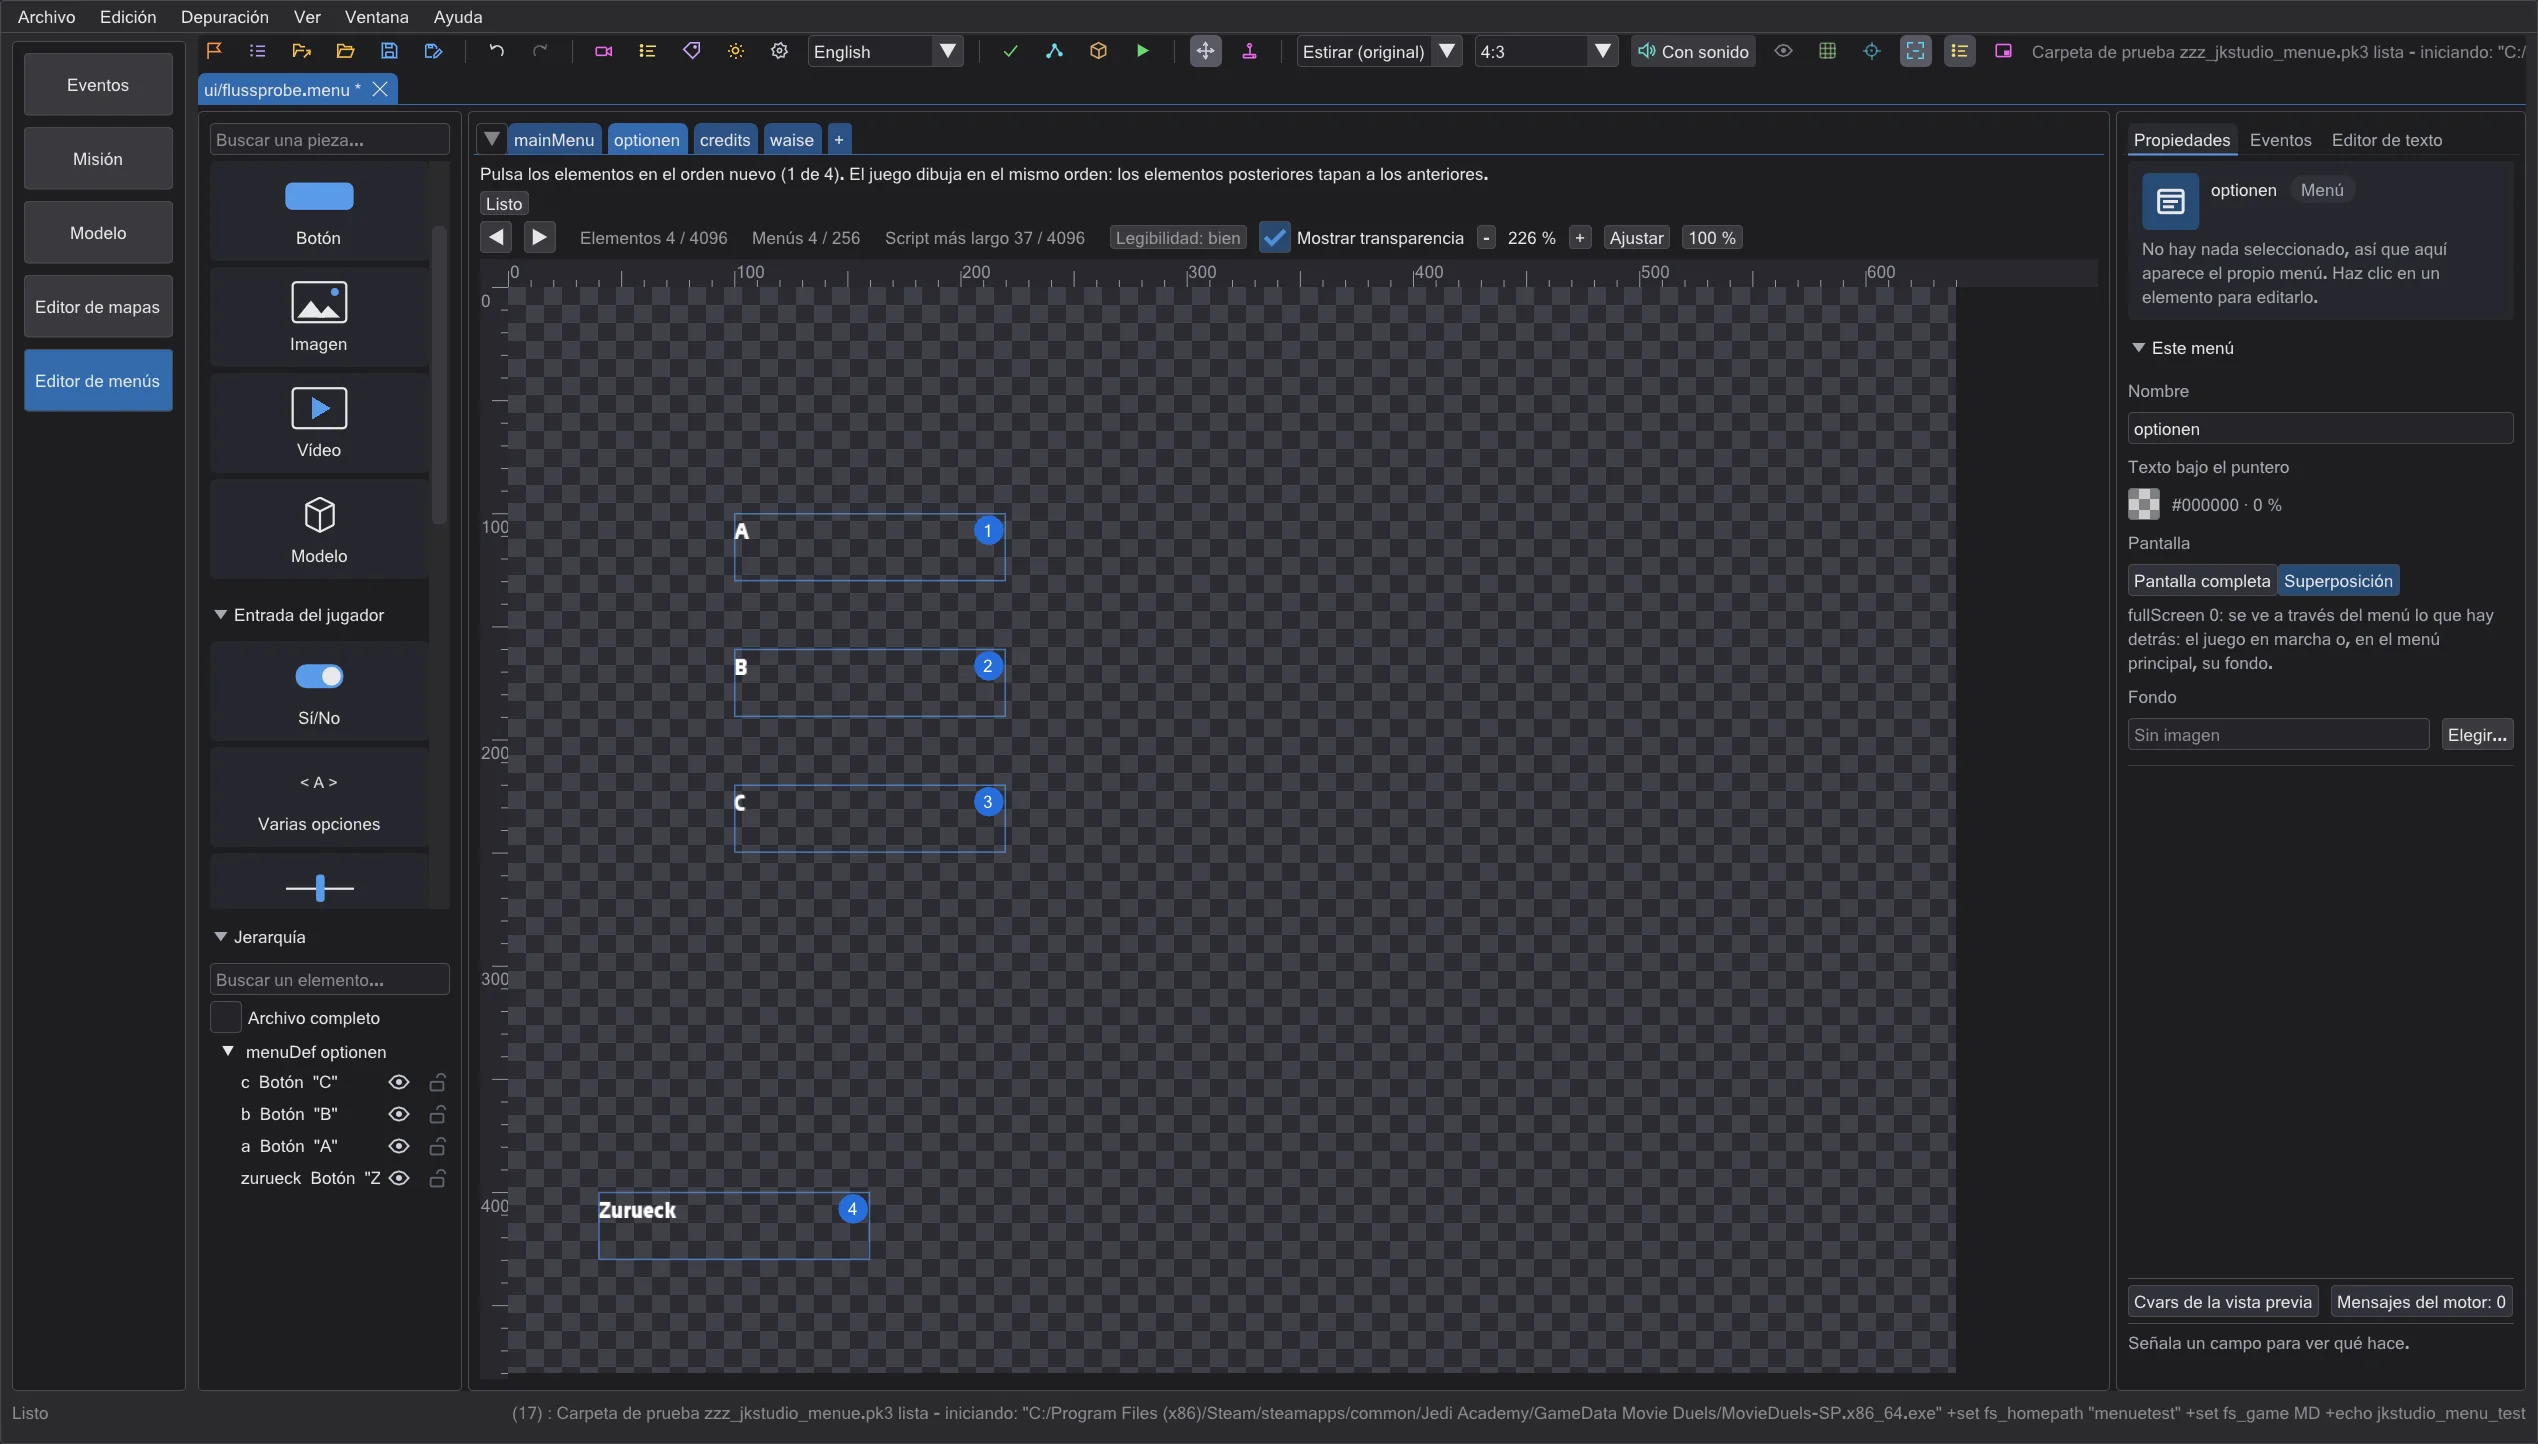 Archivo Edición Depuración Ver Ventana Ayuda
English
Estirar (original)
4:3
Con sonido
Carpeta de prueba zzz_jkstudio_menue.pk3 lista - iniciando: "C:/
Eventos
Misión
Modelo
Editor de mapas
Editor de menús
ui/flussprobe.menu *
Buscar una pieza...
Botón
Imagen
Vídeo
Modelo
Entrada del jugador
Sí/No
< A >
Varias opciones
Jerarquía
Buscar un elemento...
Archivo completo
menuDef optionen
c Botón "C"
b Botón "B"
a Botón "A"
zurueck Botón "Z
mainMenu optionen credits waise +
Pulsa los elementos en el orden nuevo (1 de 4). El juego dibuja en el mismo orden: los elementos posteriores tapan a los anteriores.
Listo
Elementos 4 / 4096 Menús 4 / 256 Script más largo 37 / 4096 Legibilidad: bien Mostrar transparencia - 226 % + Ajustar 100 %
0 100 200 300 400 500 600
0
100
200
300
400
A 1
B 2
C 3
Zurueck 4
Propiedades Eventos Editor de texto
optionen Menú
No hay nada seleccionado, así que aquí
aparece el propio menú. Haz clic en un
elemento para editarlo.
Este menú
Nombre
optionen
Texto bajo el puntero
#000000 · 0 %
Pantalla
Pantalla completa Superposición
fullScreen 0: se ve a través del menú lo que hay
detrás: el juego en marcha o, en el menú
principal, su fondo.
Fondo
Sin imagen Elegir...
Cvars de la vista previa Mensajes del motor: 0
Señala un campo para ver qué hace.
Listo
(17) : Carpeta de prueba zzz_jkstudio_menue.pk3 lista - iniciando: "C:/Program Files (x86)/Steam/steamapps/common/Jedi Academy/GameData Movie Duels/MovieDuels-SP.x86_64.exe" +set fs_homepath "menuetest" +set fs_game MD +echo jkstudio_menu_test